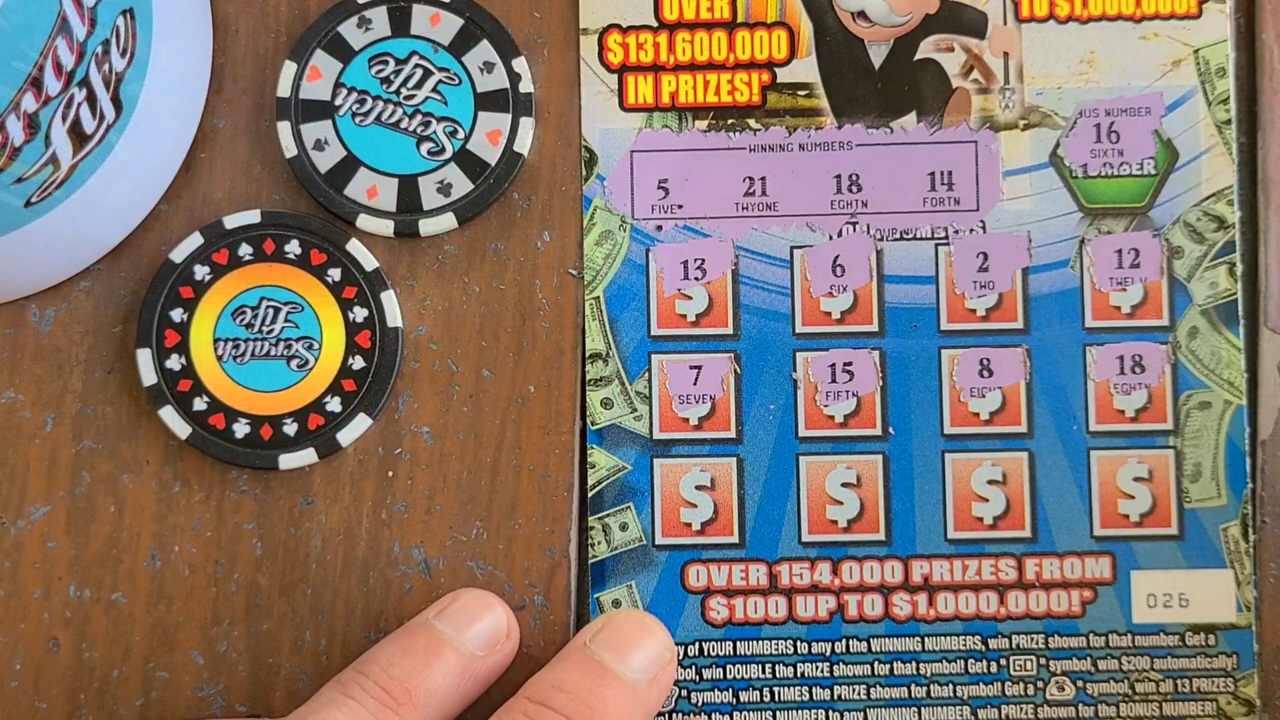 Scratch
Life
Scratch
Life
Life
OVER
$131,600,000
IN PRIZES!*
TO $1,000,000!
WINNING NUMBERS
5 21 18 14
FIVE TWYONE EGHTN FORTN
NUMBER
16
SIXTN
13 6 2 12
SIX TWO TWELV
7 15 8 18
SEVEN FIFTN EIGHT EGHTN
$ $ $ $
OVER 154,000 PRIZES FROM
$100 UP TO $1,000,000!*
026
of YOUR NUMBERS to any of the WINNING NUMBERS, win PRIZE shown for that number. Get a
win DOUBLE the PRIZE shown for that symbol! Get a " GO " symbol, win $200 automatically!
" symbol, win 5 TIMES the PRIZE shown for that symbol! Get a " " symbol, win all 13 PRIZES
Match the BONUS NUMBER to any WINNING NUMBER, win PRIZE shown for the BONUS NUMBER!